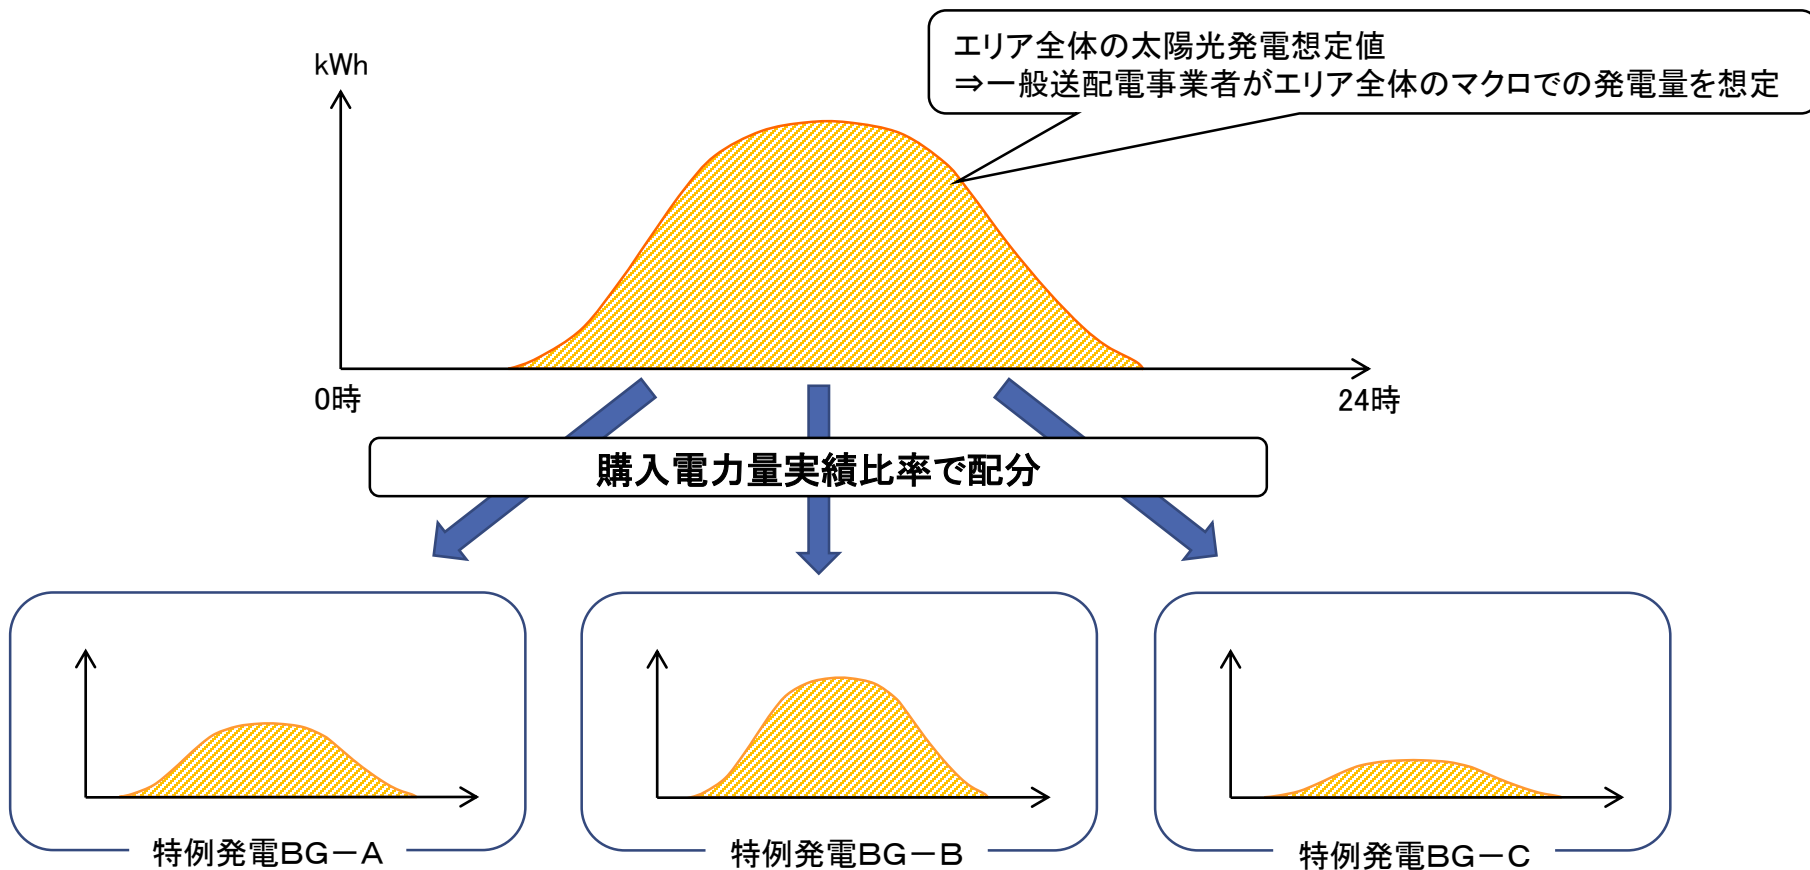 エリア全体の太陽光発電想定値
⇒一般送配電事業者がエリア全体のマクロでの発電量を想定
kWh
0時
24時
購入電力量実績比率で配分
特例発電BG－A
特例発電BG－B
特例発電BG－C